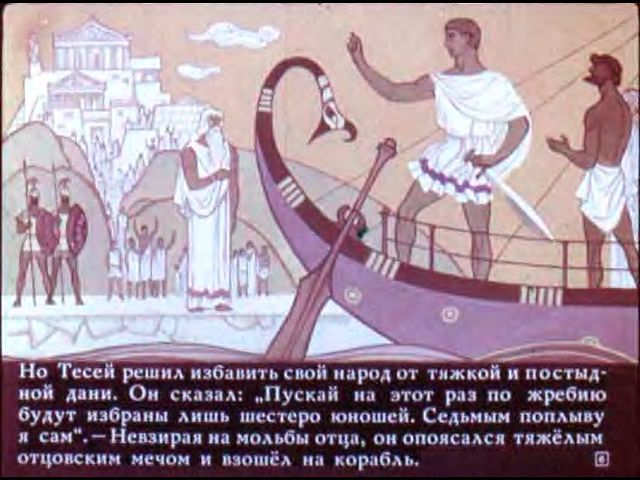 Но Тесей решил избавить свой народ от тяжкой и постыд-
ной дани. Он сказал: „Пускай на этот раз по жребию
будут избраны лишь шестеро юношей. Седьмым поплыву
я сам“. — Невзирая на мольбы отца, он опоясался тяжёлым
отцовским мечом и взошёл на корабль.
6